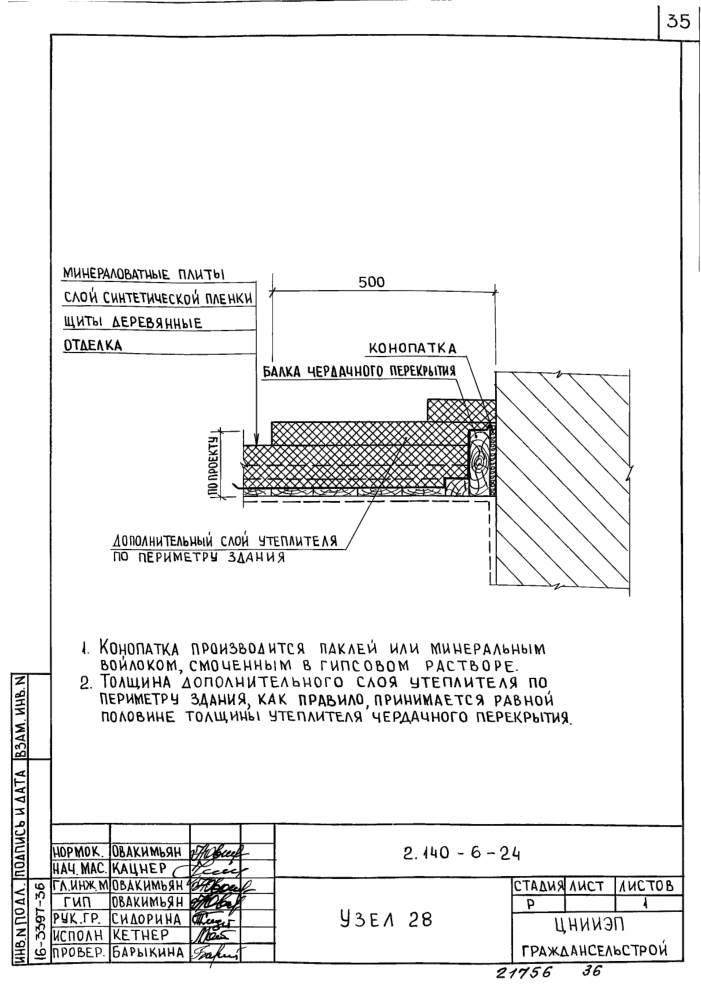 35
МИНЕРАЛОВАТНЫЕ ПЛИТЫ
СЛОЙ СИНТЕТИЧЕСКОЙ ПЛЕНКИ
ЩИТЫ ДЕРЕВЯННЫЕ
ОТДЕЛКА
500
КОНОПАТКА
БАЛКА ЧЕРДАЧНОГО ПЕРЕКРЫТИЯ
ПО ПРОЕКТУ
ДОПОЛНИТЕЛЬНЫЙ СЛОЙ УТЕПЛИТЕЛЯ
ПО ПЕРИМЕТРУ ЗДАНИЯ
1. КОНОПАТКА ПРОИЗВОДИТСЯ ПАКЛЕЙ ИЛИ МИНЕРАЛЬНЫМ
ВОЙЛОКОМ, СМОЧЕННЫМ В ГИПСОВОМ РАСТВОРЕ.
2. ТОЛЩИНА ДОПОЛНИТЕЛЬНОГО СЛОЯ УТЕПЛИТЕЛЯ ПО
ПЕРИМЕТРУ ЗДАНИЯ, КАК ПРАВИЛО, ПРИНИМАЕТСЯ РАВНОЙ
ПОЛОВИНЕ ТОЛЩИНЫ УТЕПЛИТЕЛЯ ЧЕРДАЧНОГО ПЕРЕКРЫТИЯ.
ИНВ. N ПОДЛ. ПОДПИСЬ И ДАТА ВЗАМ. ИНВ. N
16-3397-36
НОРМОК. ОВАКИМЬЯН
НАЧ. МАС. КАЦНЕР
ГЛ.ИНЖ.М ОВАКИМЬЯН
ГИП ОВАКИМЬЯН
РУК.ГР. СИДОРИНА
ИСПОЛН КЕТНЕР
ПРОВЕР. БАРЫКИНА
2.140 - 6 - 24
УЗЕЛ 28
СТАДИЯ ЛИСТ ЛИСТОВ
Р 1
ЦНИИЭП
ГРАЖДАНСЕЛЬСТРОЙ
21756 36